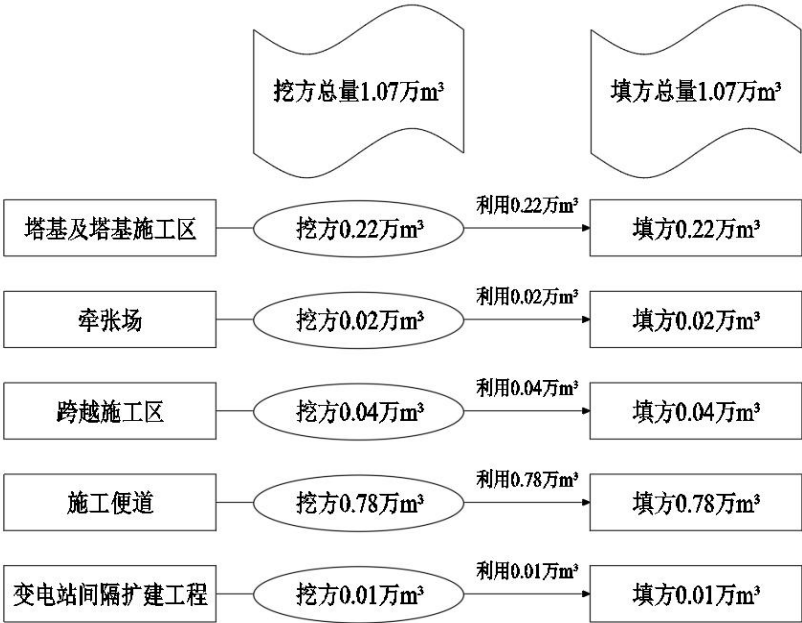 挖方总量1.07万m³
填方总量1.07万m³
塔基及塔基施工区
挖方0.22万m³
利用0.22万m³
填方0.22万m³
牵张场
挖方0.02万m³
利用0.02万m³
填方0.02万m³
跨越施工区
挖方0.04万m³
利用0.04万m³
填方0.04万m³
施工便道
挖方0.78万m³
利用0.78万m³
填方0.78万m³
变电站间隔扩建工程
挖方0.01万m³
利用0.01万m³
填方0.01万m³